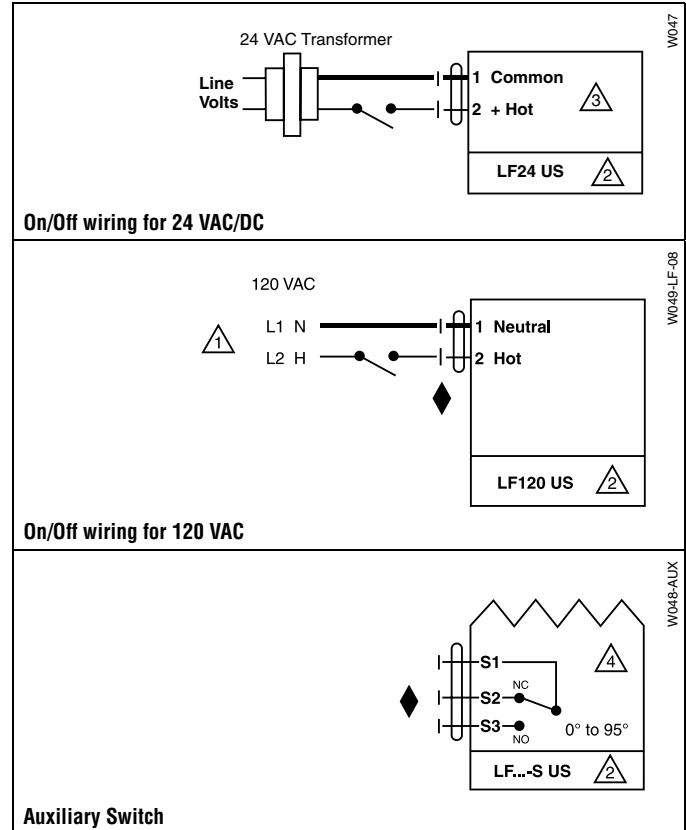 W047
24 VAC Transformer
Line
Volts
1 Common
2 + Hot
3
LF24 US 2
On/Off wiring for 24 VAC/DC
W049-LF-08
120 VAC
1
L1 N
L2 H
1 Neutral
2 Hot
LF120 US 2
On/Off wiring for 120 VAC
W048-AUX
S1
4
S2
NC
S3
NO
0° to 95°
LF...-S US 2
Auxiliary Switch